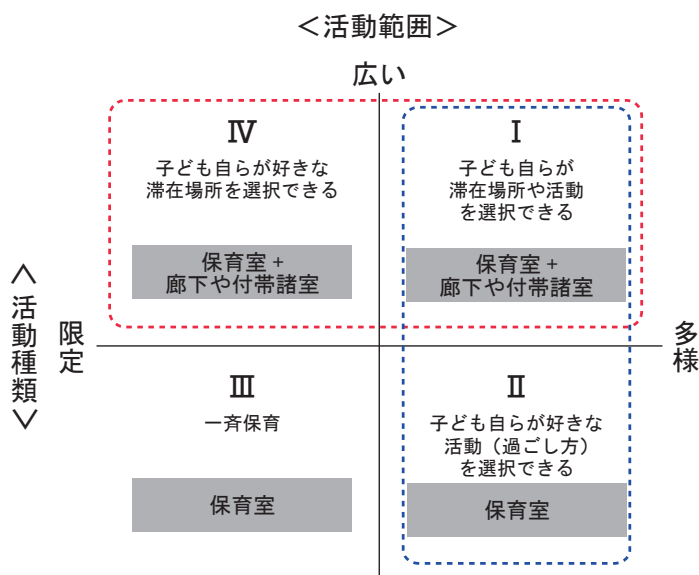 <活動範囲>
広い
Ⅳ
子ども自らが好きな
滞在場所を選択できる
保育室 +
廊下や付帯諸室
Ⅰ
子ども自らが
滞在場所や活動
を選択できる
保育室 +
廊下や付帯諸室
<活動種類>
限定
多様
Ⅲ
一斉保育
保育室
Ⅱ
子ども自らが好きな
活動（過ごし方）
を選択できる
保育室